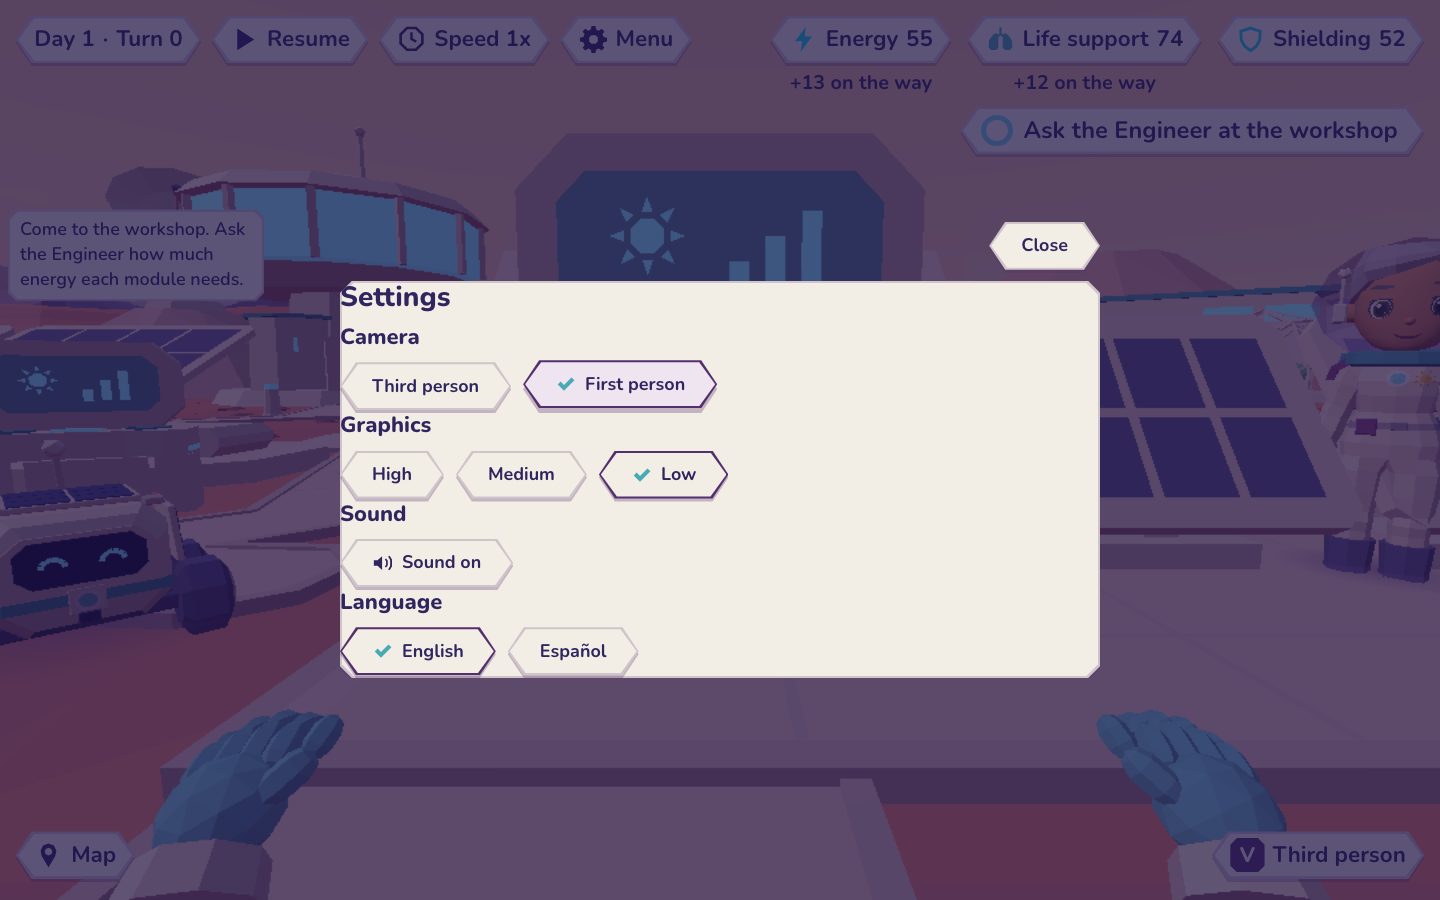 Day 1 · Turn 0
Resume
Speed 1x
Menu
Energy 55
Life support 74
Shielding 52
+13 on the way
+12 on the way
Ask the Engineer at the workshop
Come to the workshop. Ask
the Engineer how much
energy each module needs.
Close
Settings
Camera
Third person
First person
Graphics
High
Medium
Low
Sound
Sound on
Language
English
Español
Map
V
Third person